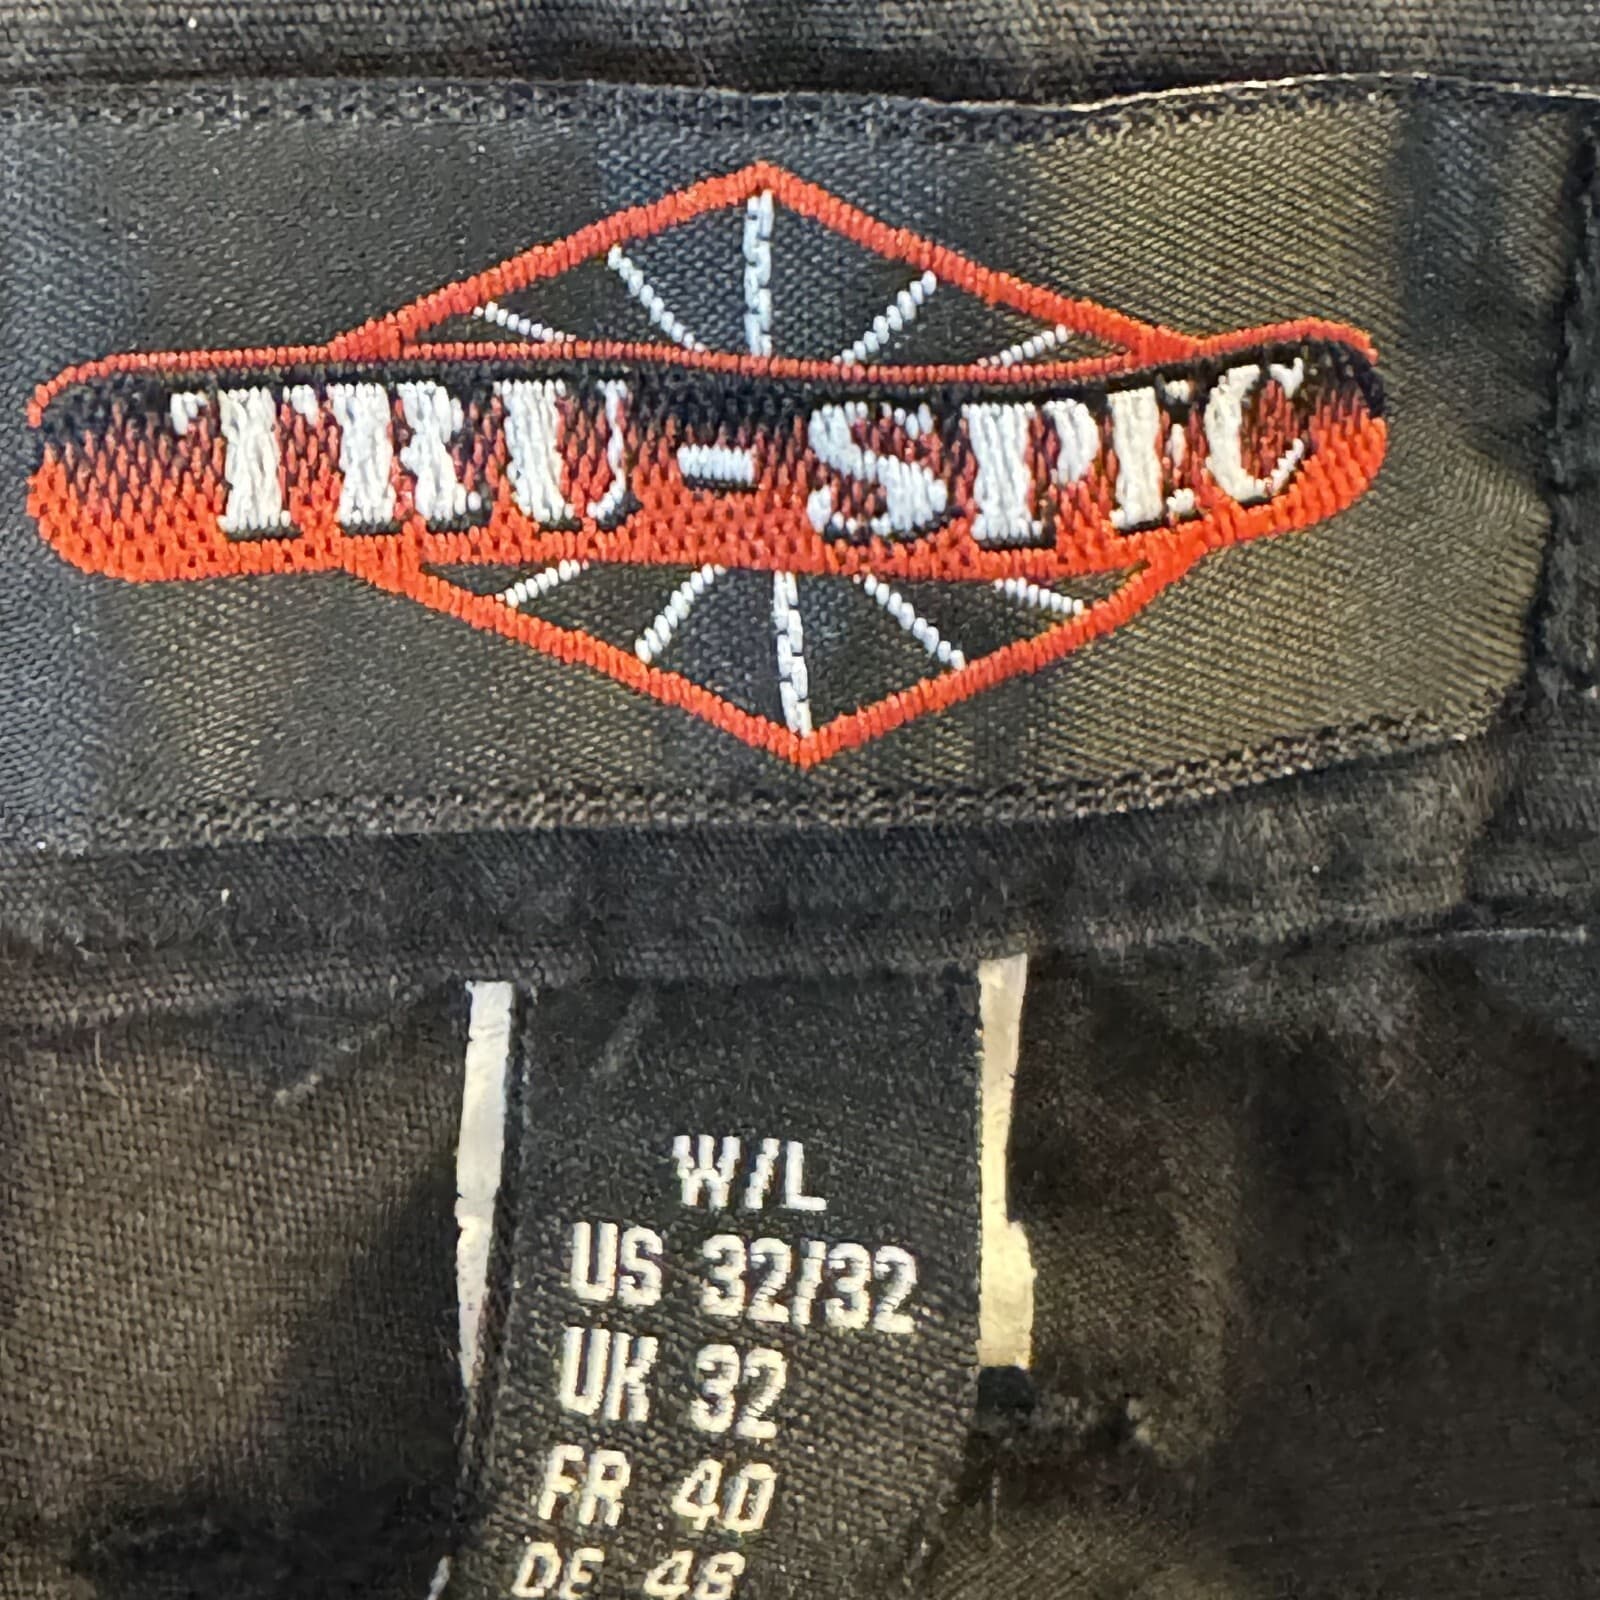 TRU-SPEC
W/L
US 32/32
UK 32
FR 40
DE 48